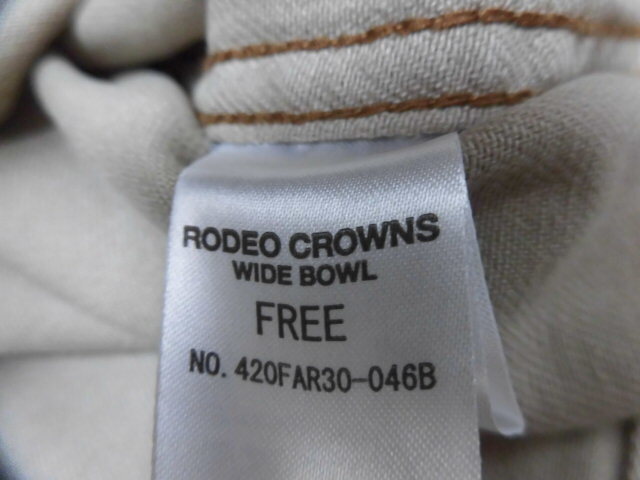 RODEO CROWNS
WIDE BOWL
FREE
NO. 420FAR30-046B